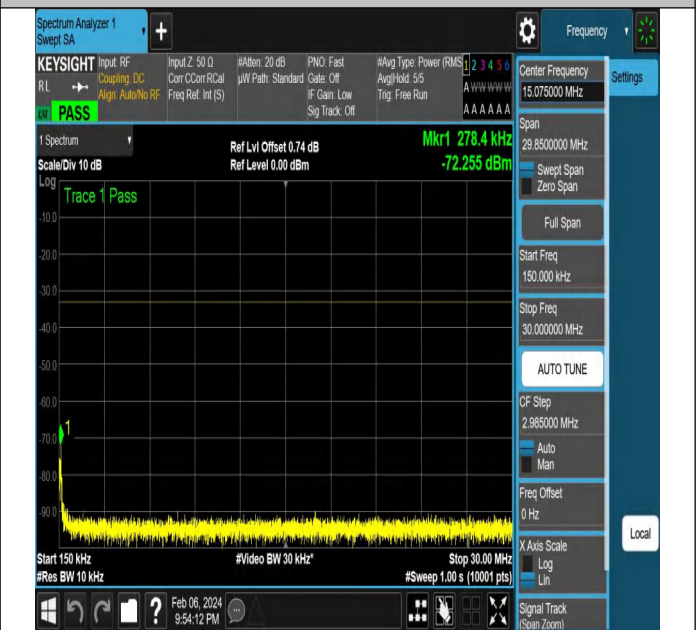 Spectrum Analyzer 1
Swept SA
+
Frequency
KEYSIGHT
RL
PASS
Input: RF
Coupling: DC
Align: Auto/No RF
Input Z: 50 Ω
Corr CCorr RCal
Freq Ref: Int (S)
#Atten: 20 dB
µW Path: Standard
PNO: Fast
Gate: Off
IF Gain: Low
Sig Track: Off
#Avg Type: Power (RMS
Avg|Hold: 5/5
Trig: Free Run
1 2 3 4 5 6
A W W W W W
A A A A A A
Center Frequency
15.075000 MHz
Settings
Span
29.8500000 MHz
Swept Span
Zero Span
Full Span
Start Freq
150.000 kHz
Stop Freq
30.000000 MHz
AUTO TUNE
CF Step
2.985000 MHz
Auto
Man
Freq Offset
0 Hz
X Axis Scale
Log
Lin
Signal Track
(Span Zoom)
Local
1 Spectrum
Scale/Div 10 dB
Ref Lvl Offset 0.74 dB
Ref Level 0.00 dBm
Mkr1 278.4 kHz
-72.255 dBm
Log
Trace 1 Pass
-10.0
-20.0
-30.0
-40.0
-50.0
-60.0
-70.0
-80.0
-90.0
1
Start 150 kHz
#Res BW 10 kHz
#Video BW 30 kHz*
Stop 30.00 MHz
#Sweep 1.00 s (10001 pts)
?
Feb 06, 2024
9:54:12 PM